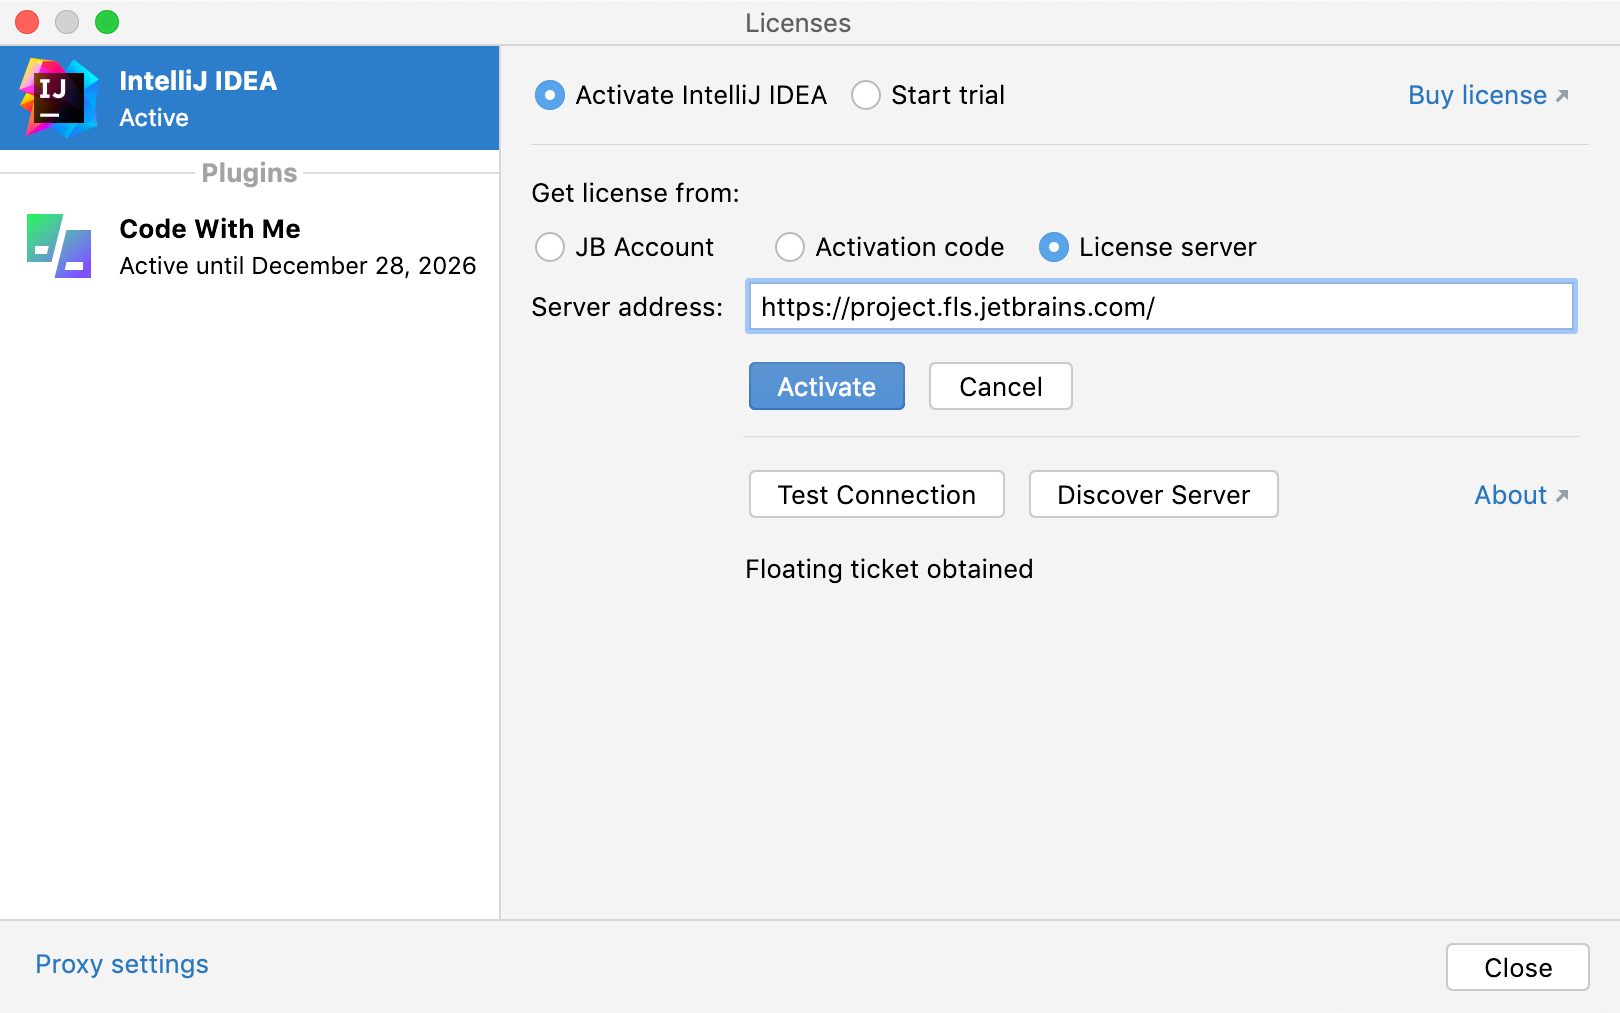 Licenses
IJ
IntelliJ IDEA
Active
Plugins
Code With Me
Active until December 28, 2026
Activate IntelliJ IDEA
Start trial
Buy license
Get license from:
JB Account
Activation code
License server
Server address:
https://project.fls.jetbrains.com/
Activate
Cancel
Test Connection
Discover Server
About
Floating ticket obtained
Proxy settings
Close